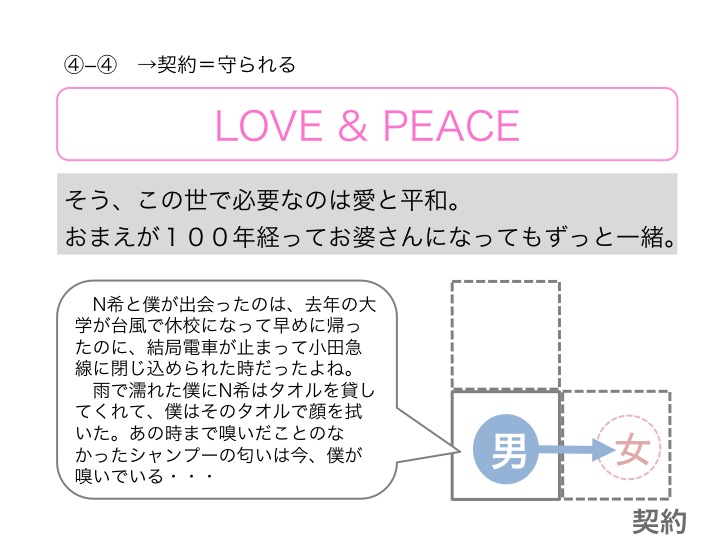 ④–④　→契約＝守られる
LOVE & PEACE
そう、この世で必要なのは愛と平和。
おまえが１００年経ってお婆さんになってもずっと一緒。
　N希と僕が出会ったのは、去年の大
学が台風で休校になって早めに帰っ
たのに、結局電車が止まって小田急
線に閉じ込められた時だったよね。
　雨で濡れた僕にN希はタオルを貸し
てくれて、僕はそのタオルで顔を拭
いた。あの時まで嗅いだことのな
かったシャンプーの匂いは今、僕が
嗅いでいる・・・
男
女
契約